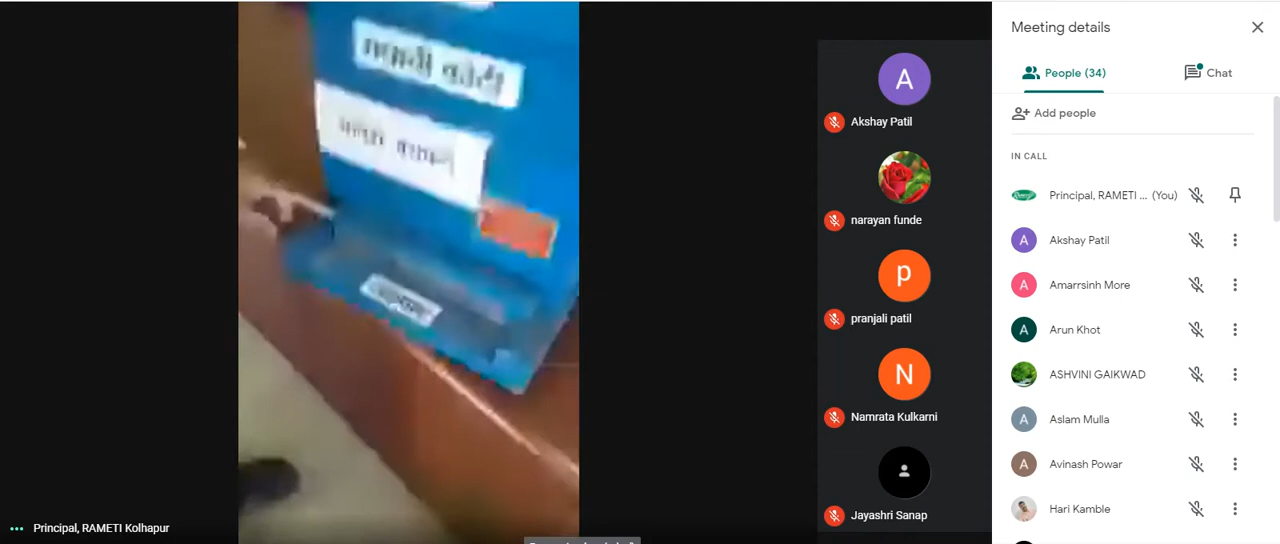 Meeting details
People (34)
Chat
Add people
IN CALL
Principal, RAMETI ... (You)
Akshay Patil
Amarrsinh More
Arun Khot
ASHVINI GAIKWAD
Aslam Mulla
Avinash Powar
Hari Kamble
A
Akshay Patil
narayan funde
p
pranjali patil
N
Namrata Kulkarni
Jayashri Sanap
Principal, RAMETI Kolhapur